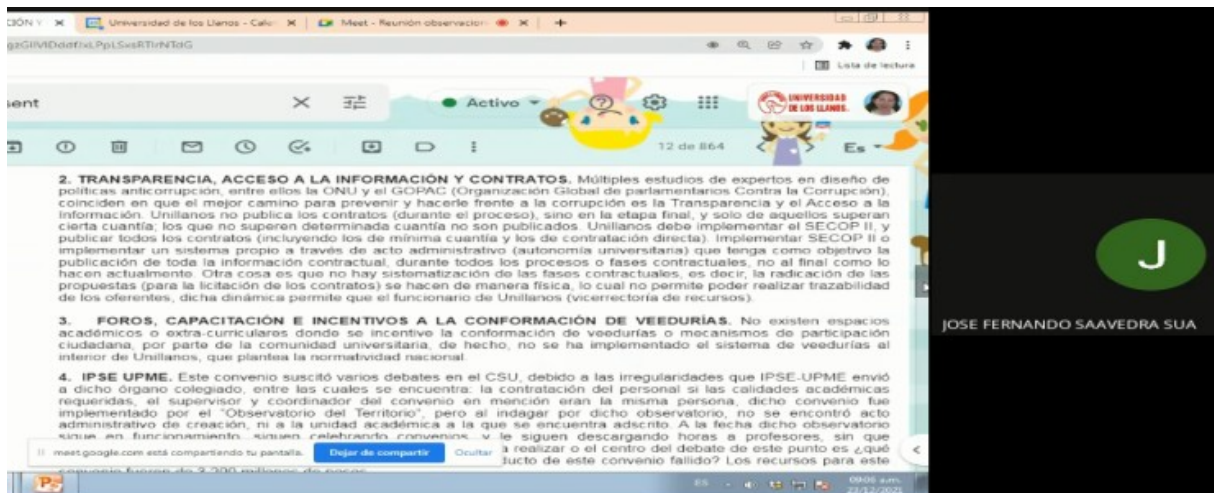 CIÓN Y
Universidad de los Llanos - Cale
Meet - Reunión observacion
Lista de lectura
Activo
UNIVERSIDAD
DE LOS LLANOS
12 de 864
Es
2. TRANSPARENCIA, ACCESO A LA INFORMACIÓN Y CONTRATOS. Múltiples estudios de expertos en diseño de
políticas anticorrupción, entre ellos la ONU y el GOPAC (Organización Global de parlamentarios Contra la Corrupción),
coinciden en que el mejor camino para prevenir y hacerle frente a la corrupción es la Transparencia y el Acceso a la
Información. Unillanos no publica los contratos (durante el proceso), sino en la etapa final, y solo de aquellos superan
cierta cuantía; los que no superen determinada cuantía no son publicados. Unillanos debe implementar el SECOP II, y
publicar todos los contratos (incluyendo los de mínima cuantía y los de contratación directa). Implementar SECOP II o
implementar un sistema propio a través de acto administrativo (autonomía universitaria) que tenga como objetivo la
publicación de toda la información contractual, durante todos los procesos o fases contractuales, no al final como lo
hacen actualmente. Otra cosa es que no hay sistematización de las fases contractuales, es decir, la radicación de las
propuestas (para la licitación de los contratos) se hacen de manera física, lo cual no permite poder realizar trazabilidad
de los oferentes, dicha dinámica permite que el funcionario de Unillanos (vicerrectoría de recursos).
3. FOROS, CAPACITACIÓN E INCENTIVOS A LA CONFORMACIÓN DE VEEDURÍAS. No existen espacios
académicos o extra-curriculares donde se incentive la conformación de veedurías o mecanismos de participación
ciudadana, por parte de la comunidad universitaria, de hecho, no se ha implementado el sistema de veedurías al
interior de Unillanos, que plantea la normatividad nacional.
4. IPSE UPME. Este convenio suscitó varios debates en el CSU, debido a las irregularidades que IPSE-UPME envió
a dicho órgano colegiado, entre las cuales se encuentra: la contratación del personal si las calidades académicas
requeridas, el supervisor y coordinador del convenio en mención eran la misma persona, dicho convenio fue
implementado por el "Observatorio del Territorio", pero al indagar por dicho observatorio, no se encontró acto
administrativo de creación, ni a la unidad académica a la que se encuentra adscrito. A la fecha dicho observatorio
sigue en funcionamiento, siguen celebrando convenios, y le siguen descargando horas a profesores, sin que
a realizar o el centro del debate de este punto es ¿qué
ducto de este convenio fallido? Los recursos para este
convenio fueron de 3.200 millones de pesos
meet.google.com está compartiendo tu pantalla.
Dejar de compartir
Ocultar
ES
09:06 a.m.
J
JOSE FERNANDO SAAVEDRA SUA